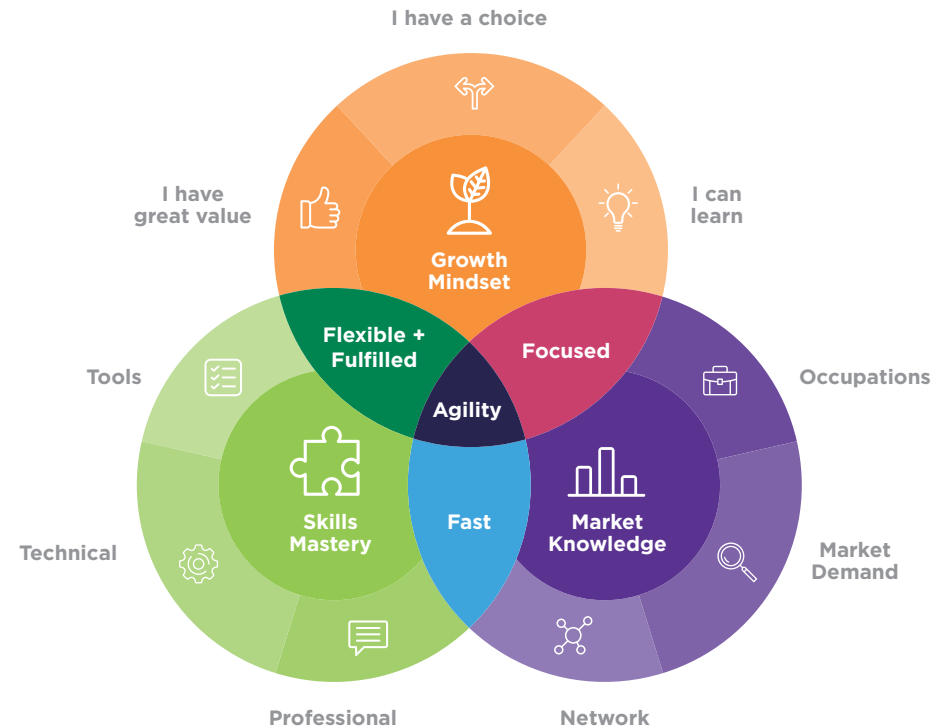 I have a choice
I have
great value
I can
learn
Growth
Mindset
Flexible +
Fulfilled
Focused
Tools
Occupations
Agility
Skills
Mastery
Fast
Market
Knowledge
Technical
Market
Demand
Professional
Network